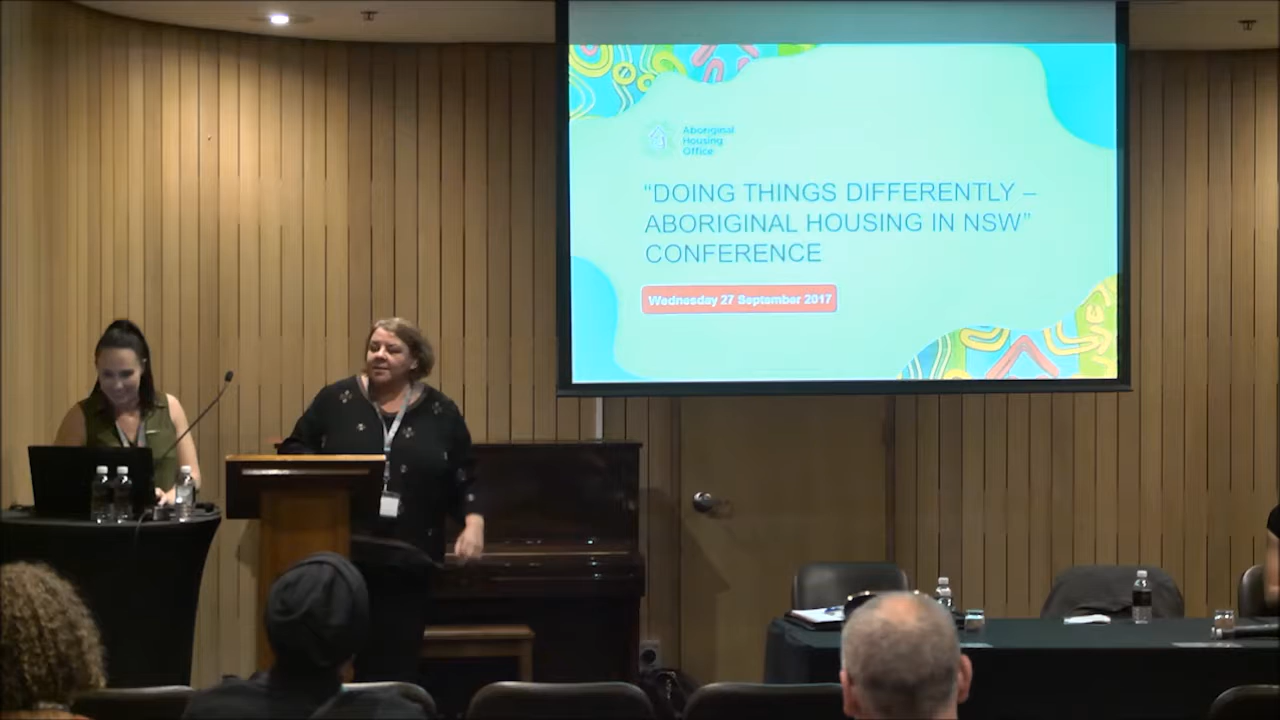 Aboriginal
Housing
Office
“DOING THINGS DIFFERENTLY –
ABORIGINAL HOUSING IN NSW”
CONFERENCE
Wednesday 27 September 2017